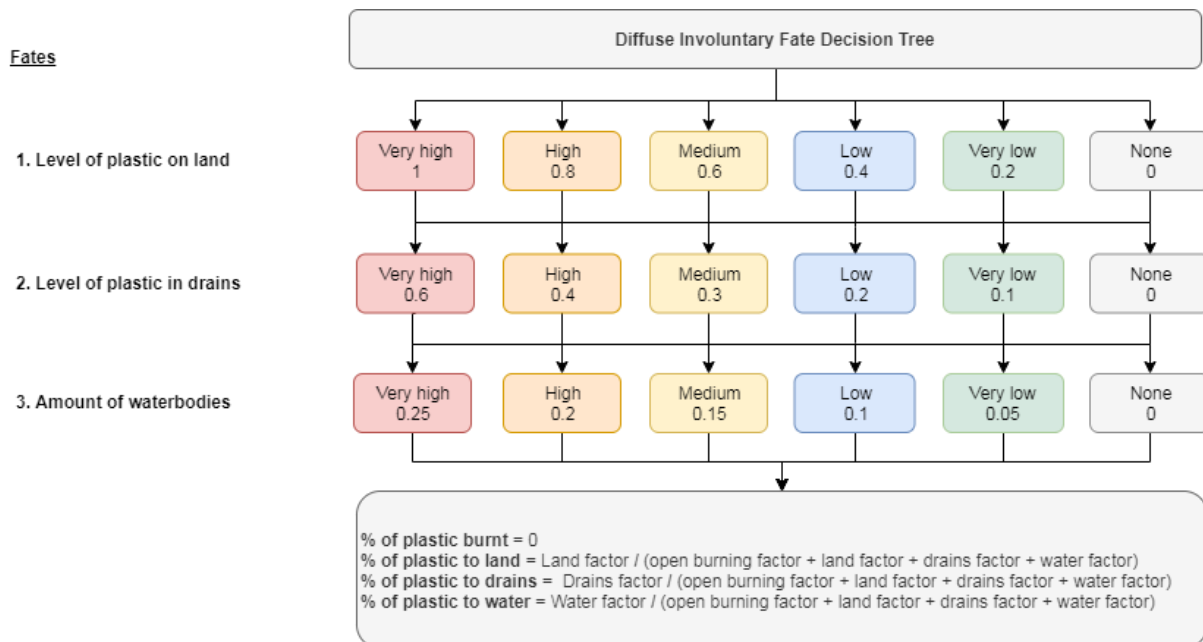 Diffuse Involuntary Fate Decision Tree
Fates
1. Level of plastic on land
Very high
1
High
0.8
Medium
0.6
Low
0.4
Very low
0.2
None
0
2. Level of plastic in drains
Very high
0.6
High
0.4
Medium
0.3
Low
0.2
Very low
0.1
None
0
3. Amount of waterbodies
Very high
0.25
High
0.2
Medium
0.15
Low
0.1
Very low
0.05
None
0
% of plastic burnt = 0
% of plastic to land = Land factor / (open burning factor + land factor + drains factor + water factor)
% of plastic to drains = Drains factor / (open burning factor + land factor + drains factor + water factor)
% of plastic to water = Water factor / (open burning factor + land factor + drains factor + water factor)